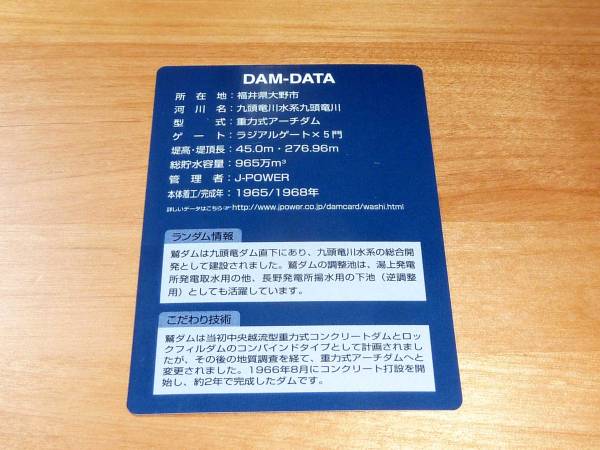 DAM-DATA
所在地：福井県大野市
河川名：九頭竜川水系九頭竜川
型式：重力式アーチダム
ゲート：ラジアルゲート×5門
堤高・堤頂長：45.0m・276.96m
総貯水容量：965万m³
管理者：J-POWER
本体着工/完成年：1965/1968年
詳しいデータはこちら☞http://www.jpower.co.jp/damcard/washi.html
ランダム情報
鷲ダムは九頭竜ダム直下にあり、九頭竜川水系の総合開
発として建設されました。鷲ダムの調整池は、湯上発電
所発電取水用の他、長野発電所揚水用の下池（逆調整
用）としても活躍しています。
こだわり技術
鷲ダムは当初中央越流型重力式コンクリートダムとロッ
クフィルダムのコンバインドタイプとして計画されまし
たが、その後の地質調査を経て、重力式アーチダムへと
変更されました。1966年8月にコンクリート打設を開
始し、約2年で完成したダムです。